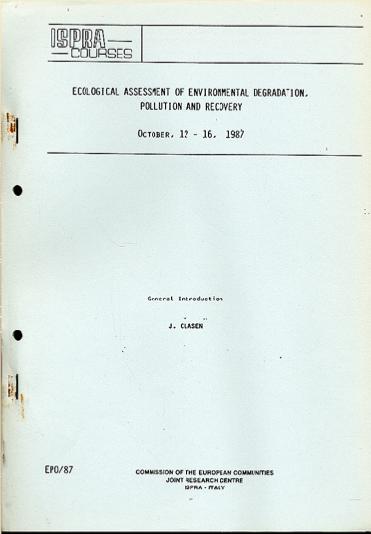 ISPRA
COURSES
ECOLOGICAL ASSESSMENT OF ENVIRONMENTAL DEGRADATION,
POLLUTION AND RECOVERY
OCTOBER, 12 - 16, 1987
General Introduction
J. CLASEN
EPO/87
COMMISSION OF THE EUROPEAN COMMUNITIES
JOINT RESEARCH CENTRE
ISPRA - ITALY